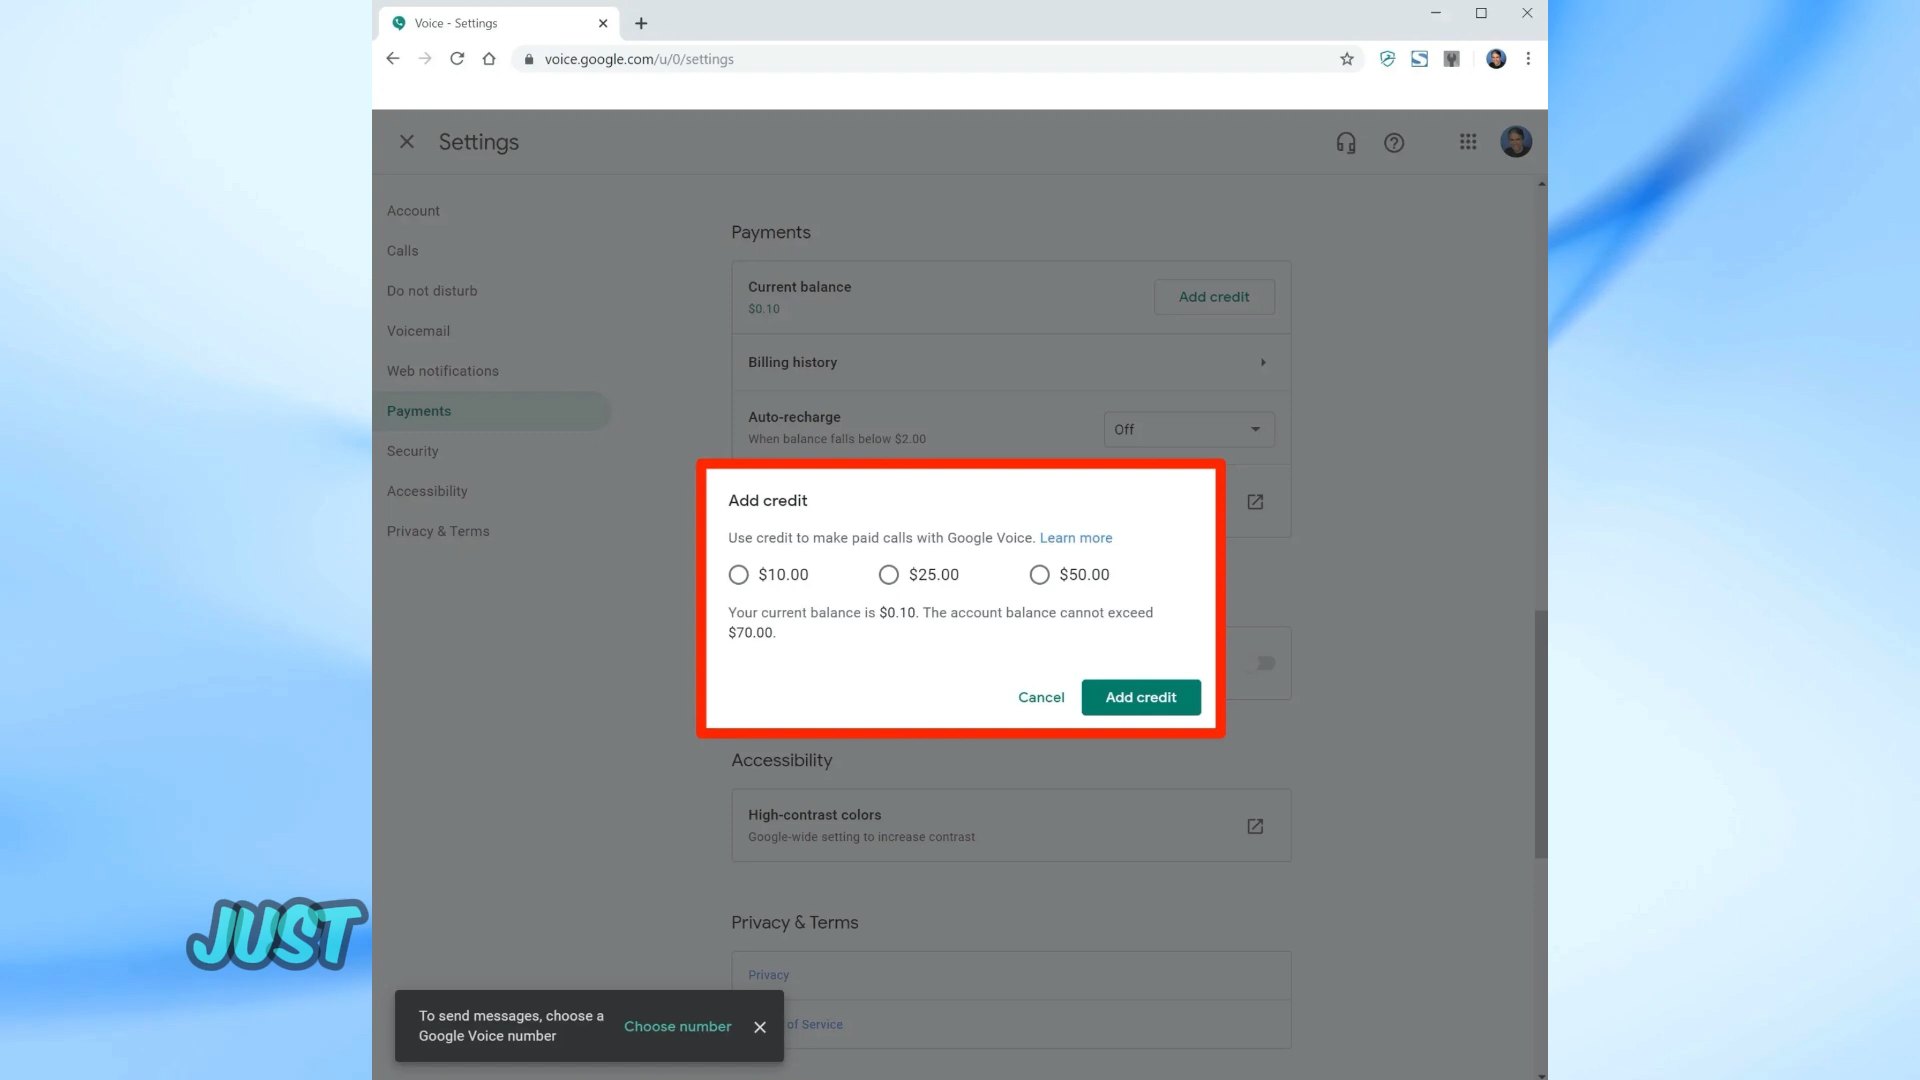 Voice - Settings
voice.google.com/u/0/settings
Settings
Account
Calls
Do not disturb
Voicemail
Web notifications
Payments
Security
Accessibility
Privacy & Terms
Payments
Current balance
$0.10
Add credit
Billing history
Auto-recharge
When balance falls below $2.00
Off
Add credit
Use credit to make paid calls with Google Voice. Learn more
$10.00 $25.00 $50.00
Your current balance is $0.10. The account balance cannot exceed
$70.00.
Cancel Add credit
Accessibility
High-contrast colors
Google-wide setting to increase contrast
Privacy & Terms
Privacy
of Service
JUST
To send messages, choose a
Google Voice number
Choose number